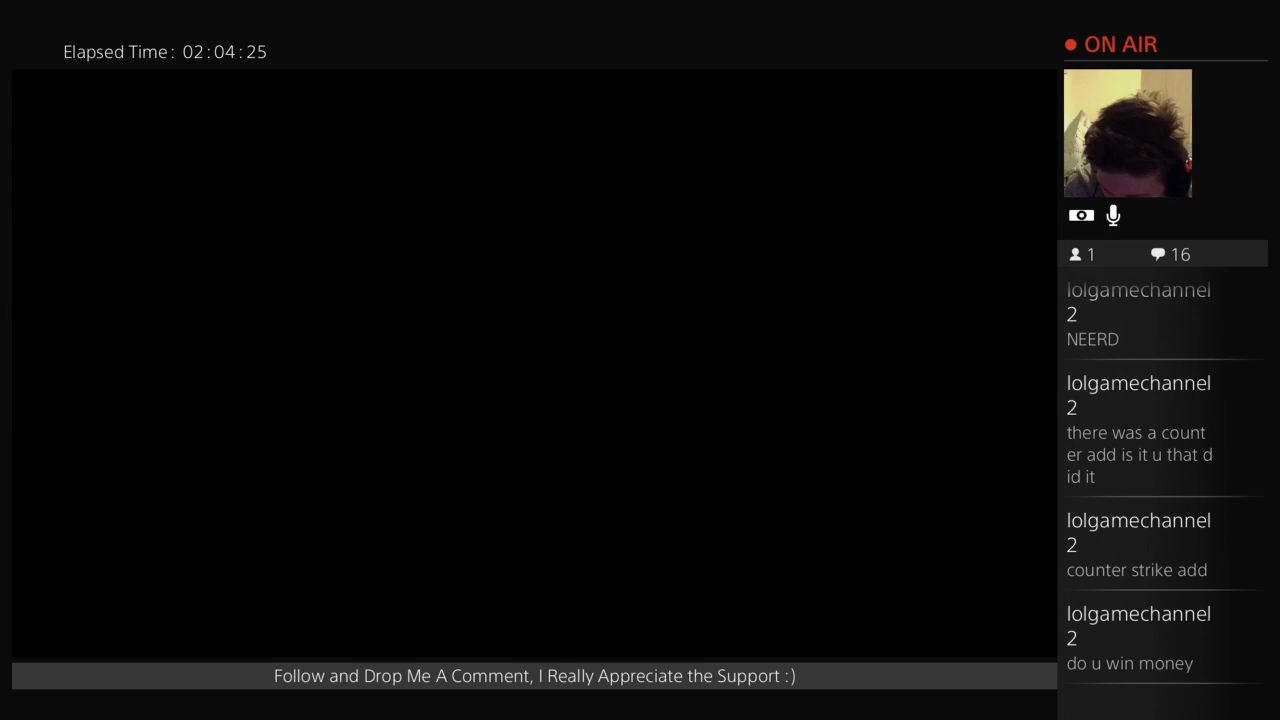 Elapsed Time: 02:04:25
ON AIR
1 16
lolgamechannel
2
NEERD
lolgamechannel
2
there was a count
er add is it u that d
id it
lolgamechannel
2
counter strike add
lolgamechannel
2
do u win money
Follow and Drop Me A Comment, I Really Appreciate the Support :)